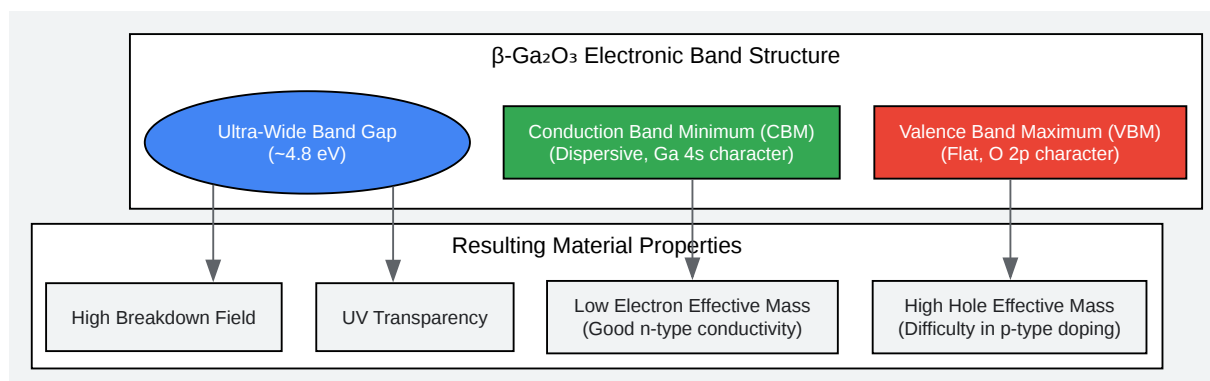 β-Ga₂O₃ Electronic Band Structure
Ultra-Wide Band Gap
(~4.8 eV)
Conduction Band Minimum (CBM)
(Dispersive, Ga 4s character)
Valence Band Maximum (VBM)
(Flat, O 2p character)
Resulting Material Properties
High Breakdown Field
UV Transparency
Low Electron Effective Mass
(Good n-type conductivity)
High Hole Effective Mass
(Difficulty in p-type doping)